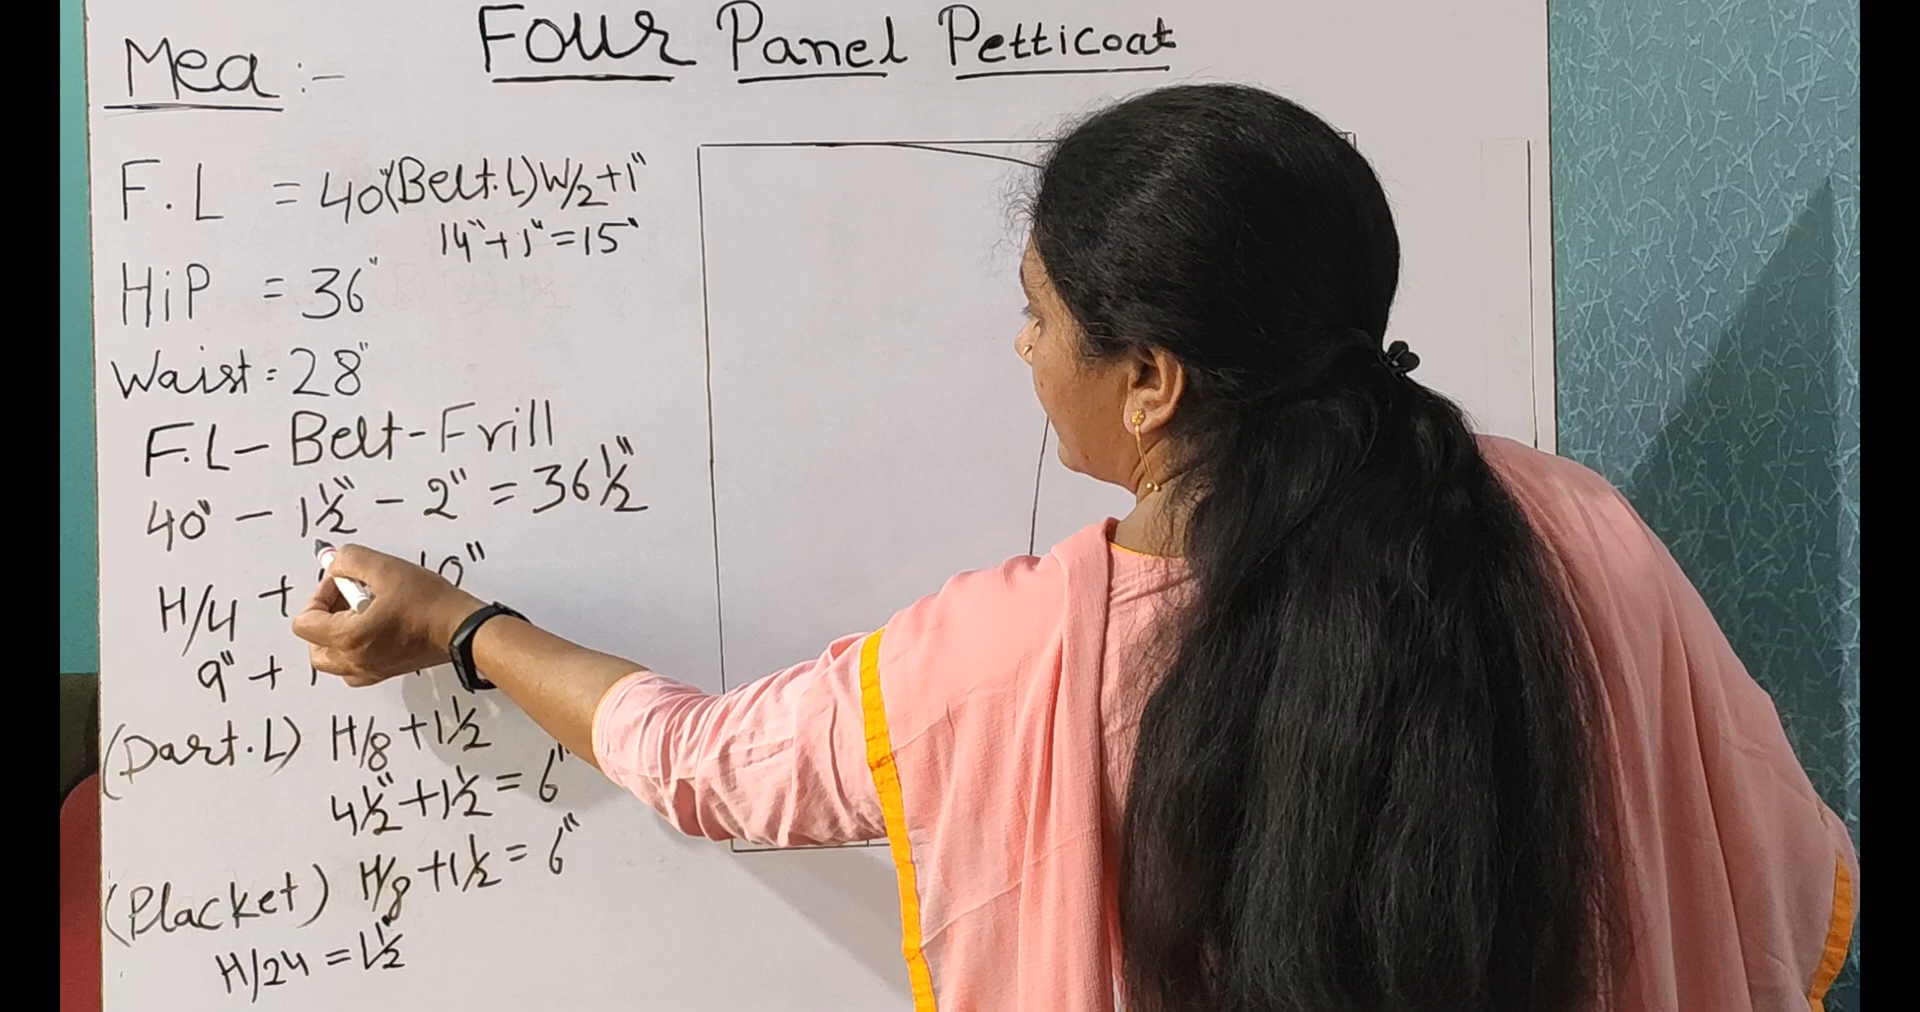 Four Panel Petticoat
Mea :-
F.L = 40"(Belt.L) W/2+1"
14"+1"=15"
HiP = 36"
Waist = 28"
F.L - Belt - Frill
40" - 1½" - 2" = 36½"
H/4 + 10"
9" +
(Dart.L) H/8 +1½
4½"+1½ = 6"
(Placket) H/8 +1½ = 6"
H/24 = 1½"